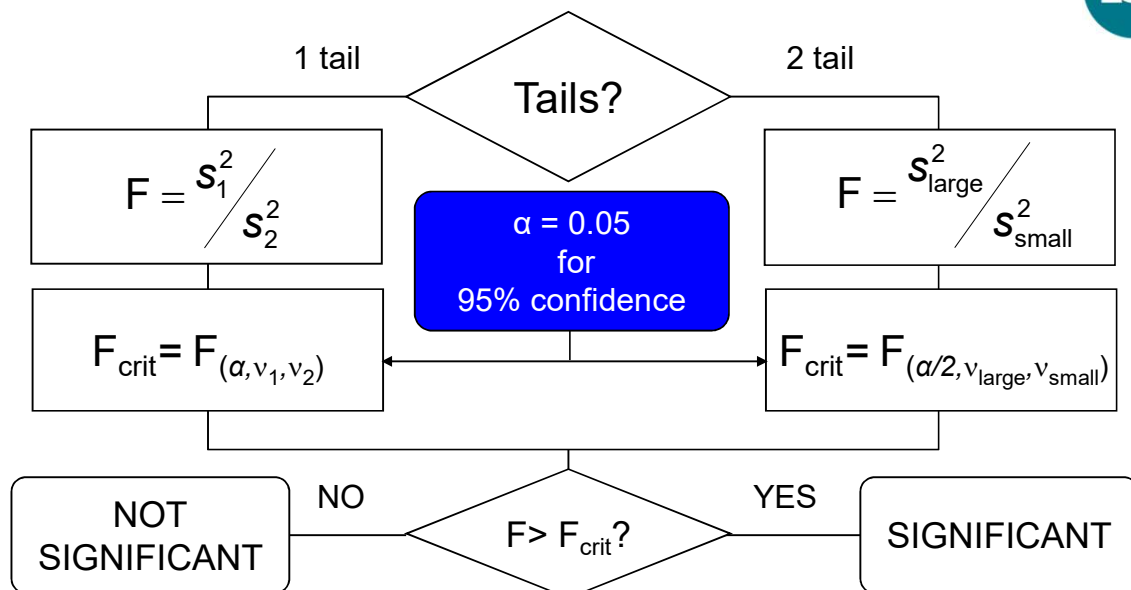 1 tail
2 tail
Tails?
F = s₁²/s₂²
F = s²large/s²small
α = 0.05
for
95% confidence
Fcrit= F(α,ν₁,ν₂)
Fcrit= F(α/2,νlarge,νsmall)
NO
YES
NOT
SIGNIFICANT
F> Fcrit?
SIGNIFICANT